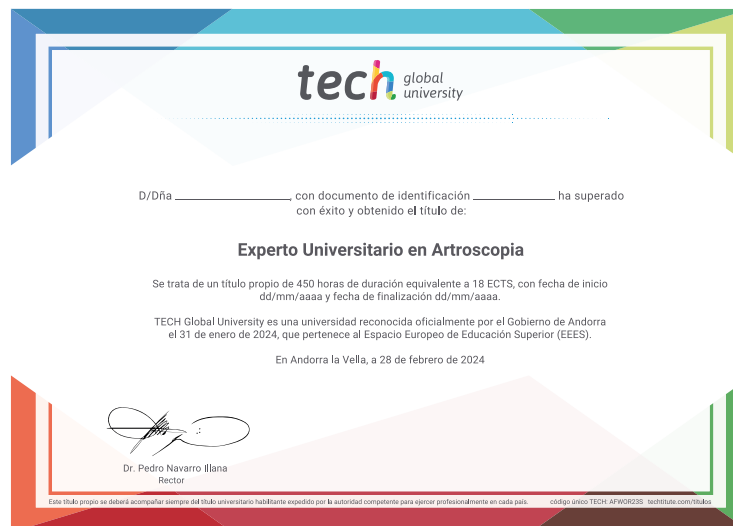 tech global
university
D/Dña ______________, con documento de identificación __________ ha superado
con éxito y obtenido el título de:
Experto Universitario en Artroscopia
Se trata de un título propio de 450 horas de duración equivalente a 18 ECTS, con fecha de inicio
dd/mm/aaaa y fecha de finalización dd/mm/aaaa.
TECH Global University es una universidad reconocida oficialmente por el Gobierno de Andorra
el 31 de enero de 2024, que pertenece al Espacio Europeo de Educación Superior (EEES).
En Andorra la Vella, a 28 de febrero de 2024
Dr. Pedro Navarro Illana
Rector
Este título propio se deberá acompañar siempre del título universitario habilitante expedido por la autoridad competente para ejercer profesionalmente en cada país. código único TECH: AFWOR23S techtitute.com/titulos